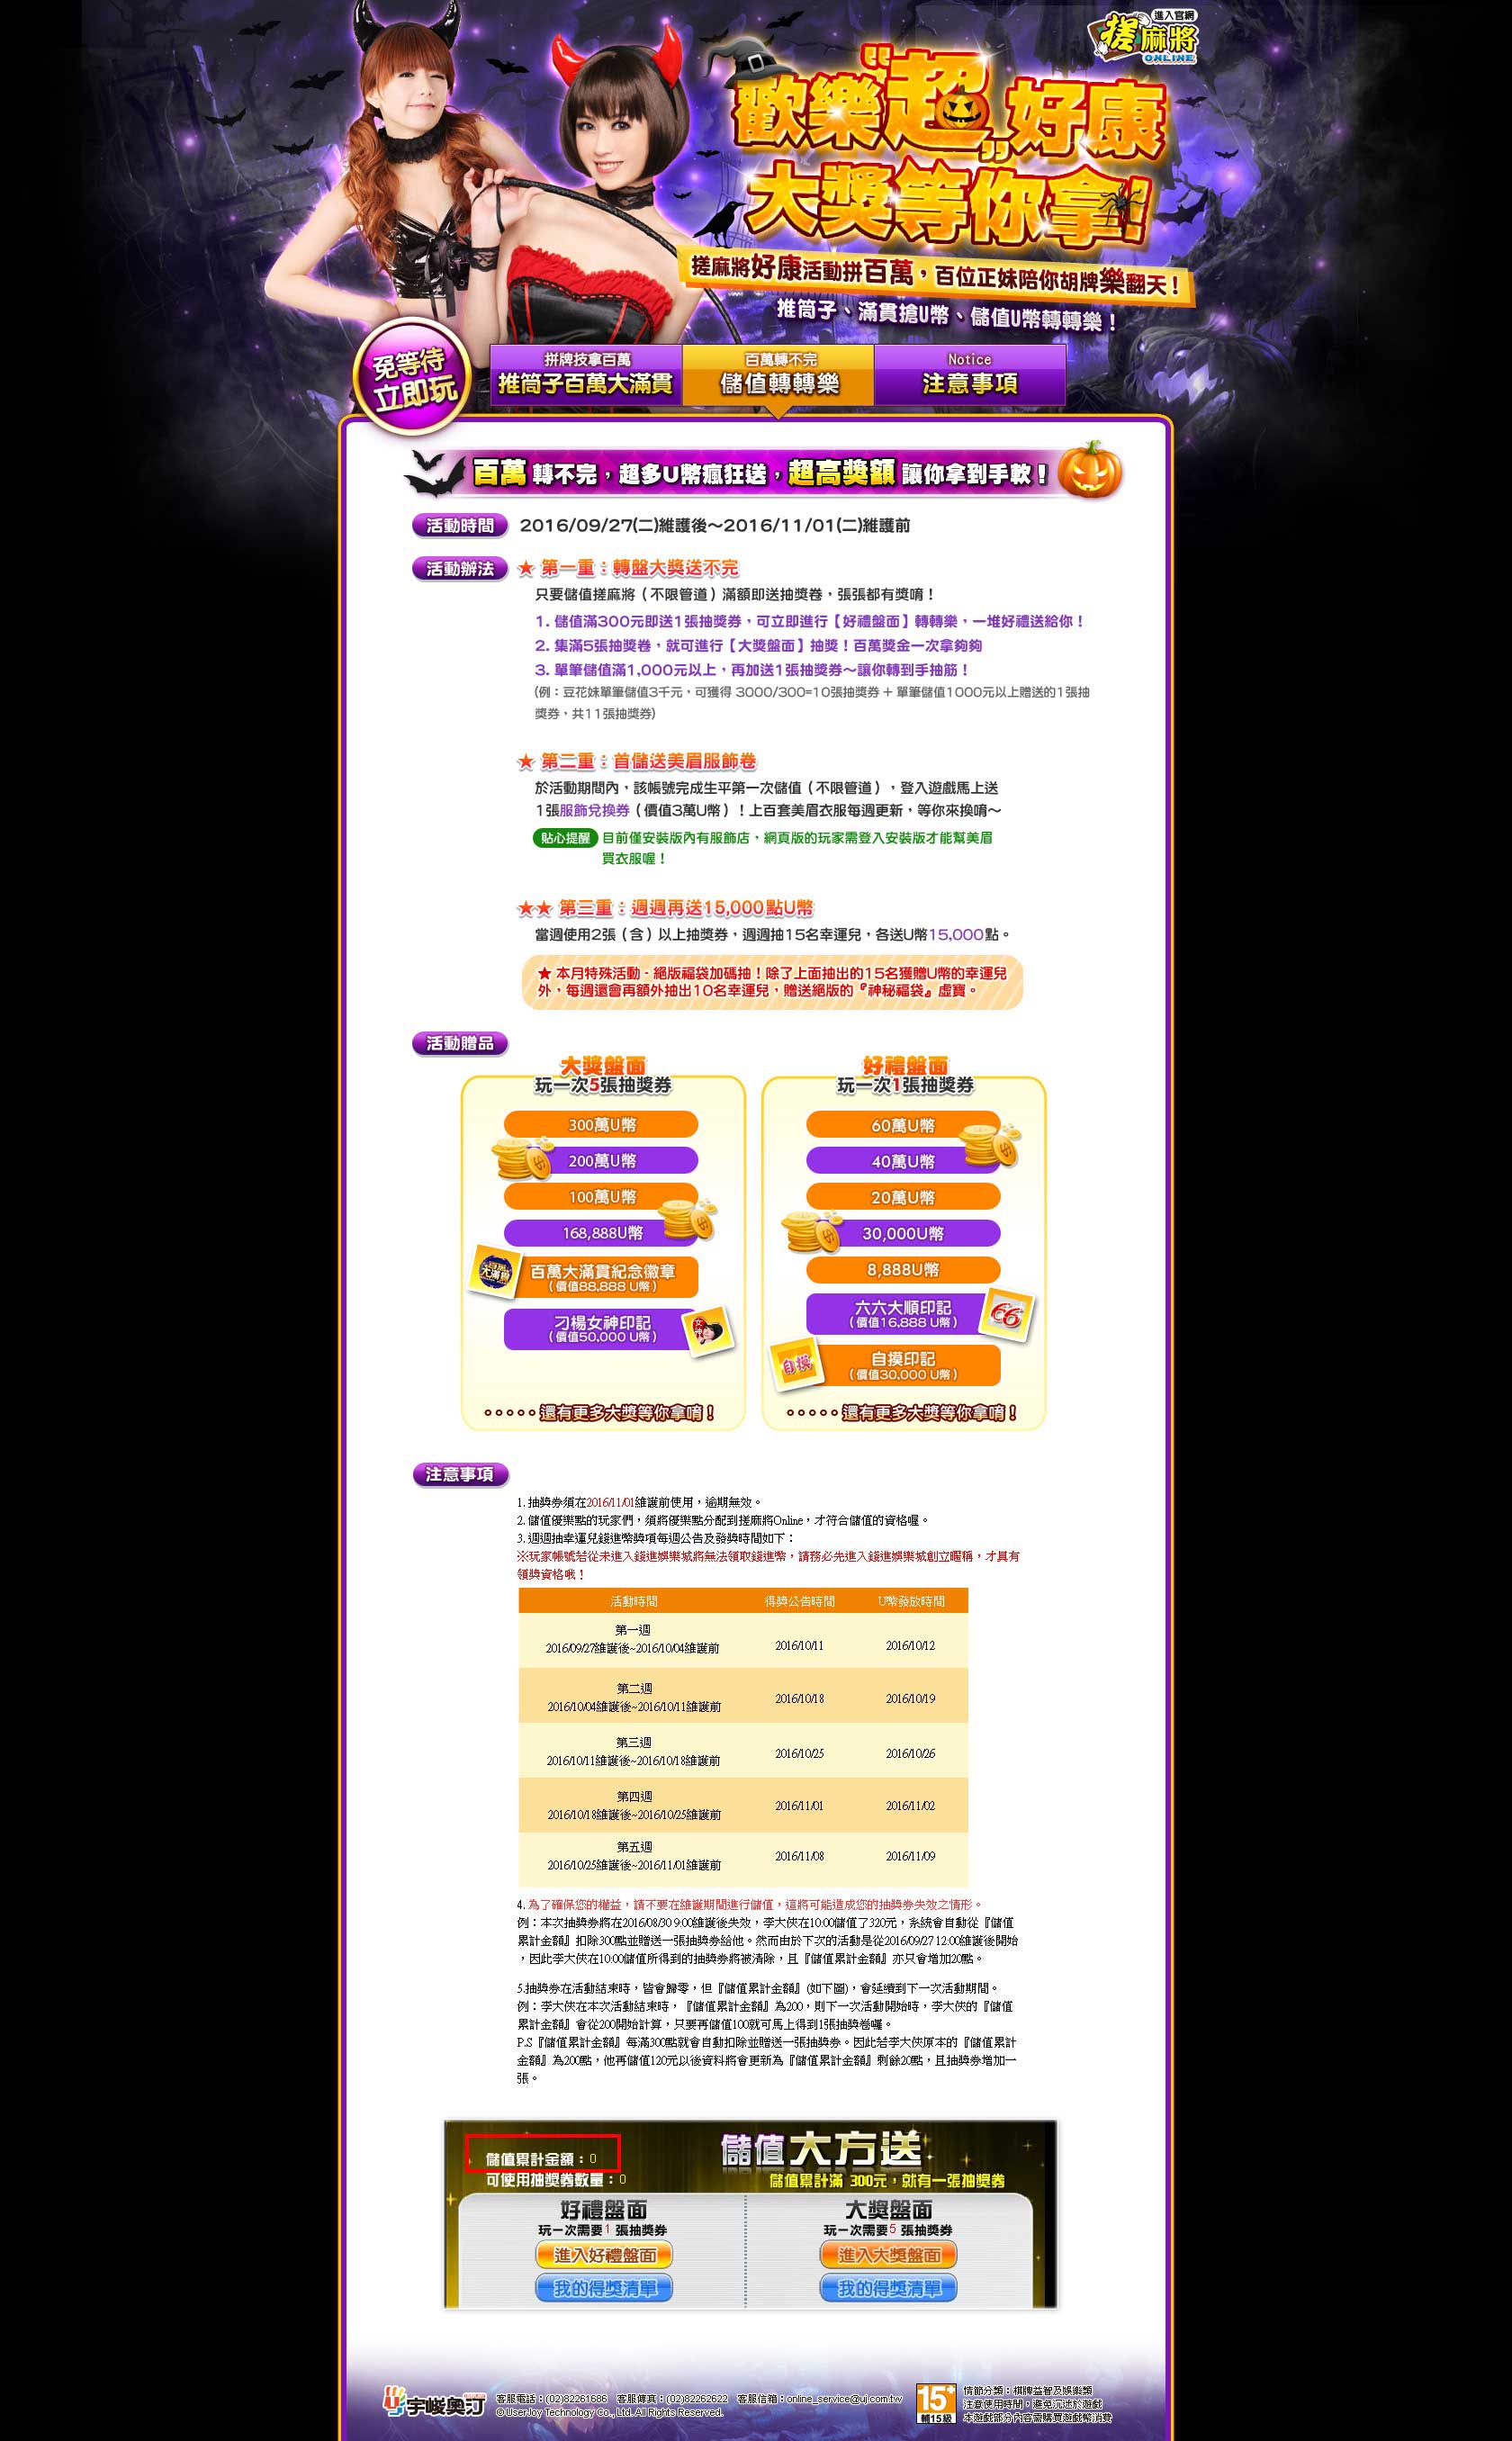 進入官網
搓麻將
ONLINE
歡樂“超”好康
大獎等你拿!
搓麻將好康活動拼百萬，百位正妹陪你胡牌樂翻天！
推筒子、滿貫搶U幣、儲值U幣轉轉樂！
免等待
立即玩
拼牌技拿百萬
推筒子百萬大滿貫
百萬轉不完
儲值轉轉樂
Notice
注意事項
百萬 轉不完，超多U幣瘋狂送，超高獎額 讓你拿到手軟！
活動時間 2016/09/27(二)維護後～2016/11/01(二)維護前
活動辦法 ★ 第一重：轉盤大獎送不完
只要儲值搓麻將（不限管道）滿額即送抽獎卷，張張都有獎唷！
1. 儲值滿300元即送1張抽獎券，可立即進行【好禮盤面】轉轉樂，一堆好禮送給你！
2. 集滿5張抽獎卷，就可進行【大獎盤面】抽獎！百萬獎金一次拿夠夠
3. 單筆儲值滿1,000元以上，再加送1張抽獎券～讓你轉到手抽筋！
(例：豆花妹單筆儲值3千元，可獲得 3000/300=10張抽獎券 + 單筆儲值1000元以上贈送的1張抽
獎券，共11張抽獎券)
★ 第二重：首儲送美眉服飾卷
於活動期間內，該帳號完成生平第一次儲值（不限管道），登入遊戲馬上送
1張服飾兌換券（價值3萬U幣）！上百套美眉衣服每週更新，等你來換唷～
貼心提醒 目前僅安裝版內有服飾店，網頁版的玩家需登入安裝版才能幫美眉
買衣服喔！
★★ 第三重：週週再送15,000點U幣
當週使用2張（含）以上抽獎券，週週抽15名幸運兒，各送U幣15,000點。
★ 本月特殊活動 - 絕版福袋加碼抽！除了上面抽出的15名獲贈U幣的幸運兒
外，每週還會再額外抽出10名幸運兒，贈送絕版的『神秘福袋』虛寶。
活動贈品
大獎盤面
玩一次5張抽獎券
300萬U幣
200萬U幣
100萬U幣
168,888U幣
百萬大滿貫紀念徽章
（價值88,888 U幣）
刁楊女神印記
（價值50,000 U幣）
•••••還有更多大獎等你拿唷！
好禮盤面
玩一次1張抽獎券
60萬U幣
40萬U幣
20萬U幣
30,000U幣
8,888U幣
六六大順印記
（價值16,888 U幣）
66
自摸
自摸印記
（價值30,000 U幣）
•••••還有更多大獎等你拿唷！
注意事項
1. 抽獎券須在2016/11/01維護前使用，逾期無效。
2. 儲值優樂點的玩家們，須將優樂點分配到搓麻將Online，才符合儲值的資格喔。
3. 週週抽幸運兒錢進幣獎項每週公告及發獎時間如下：
※玩家帳號若從未進入錢進娛樂城將無法領取錢進幣，請務必先進入錢進娛樂城創立暱稱，才具有
領獎資格哦！
活動時間 得獎公告時間 U幣發放時間
第一週
2016/09/27維護後~2016/10/04維護前 2016/10/11 2016/10/12
第二週
2016/10/04維護後~2016/10/11維護前 2016/10/18 2016/10/19
第三週
2016/10/11維護後~2016/10/18維護前 2016/10/25 2016/10/26
第四週
2016/10/18維護後~2016/10/25維護前 2016/11/01 2016/11/02
第五週
2016/10/25維護後~2016/11/01維護前 2016/11/08 2016/11/09
4. 為了確保您的權益，請不要在維護期間進行儲值，這將可能造成您的抽獎券失效之情形。
例：本次抽獎券將在2016/08/30 9:00維護後失效，李大俠在10:00儲值了320元，系統會自動從『儲值
累計金額』扣除300點並贈送一張抽獎券給他。然而由於下次的活動是從2016/09/27 12:00維護後開始
，因此李大俠在10:00儲值所得到的抽獎券將被清除，且『儲值累計金額』亦只會增加20點。
5.抽獎券在活動結束時，皆會歸零，但『儲值累計金額』(如下圖)，會延續到下一次活動期間。
例：李大俠在本次活動結束時，『儲值累計金額』為200，則下一次活動開始時，李大俠的『儲值
累計金額』會從200開始計算，只要再儲值100就可馬上得到1張抽獎卷囉。
P.S『儲值累計金額』每滿300點就會自動扣除並贈送一張抽獎券。因此若李大俠原本的『儲值累計
金額』為200點，他再儲值120元以後資料將會更新為『儲值累計金額』剩餘20點，且抽獎券增加一
張。
儲值累計金額：0
可使用抽獎券數量：0
儲值大方送
儲值累計滿 300元，就有一張抽獎券
好禮盤面
玩一次需要 1 張抽獎券
進入好禮盤面
我的得獎清單
大獎盤面
玩一次需要 5 張抽獎券
進入大獎盤面
我的得獎清單
宇峻奧汀
客服電話：(02)82261686 客服傳真：(02)82262622 客服信箱：online_service@uj.com.tw
© UserJoy Technology Co., Ltd. All Rights Reserved.
15+
輔15級
情節分類：棋牌益智及娛樂類
注意使用時間，避免沉迷於遊戲
本遊戲部分內容需購買遊戲幣消費